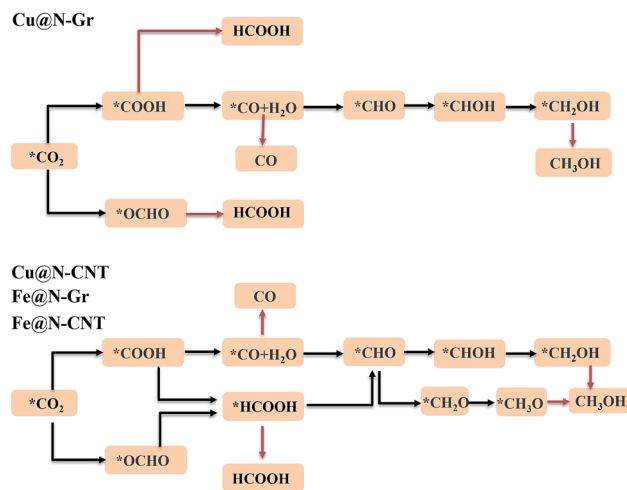 Cu@N-Gr
HCOOH
*COOH *CO+H₂O *CHO *CHOH *CH₂OH
*CO₂ CO CH₃OH
*OCHO HCOOH
Cu@N-CNT
Fe@N-Gr
Fe@N-CNT
CO
*COOH *CO+H₂O *CHO *CHOH *CH₂OH
*CO₂ *HCOOH *CH₂O *CH₃O CH₃OH
*OCHO
HCOOH